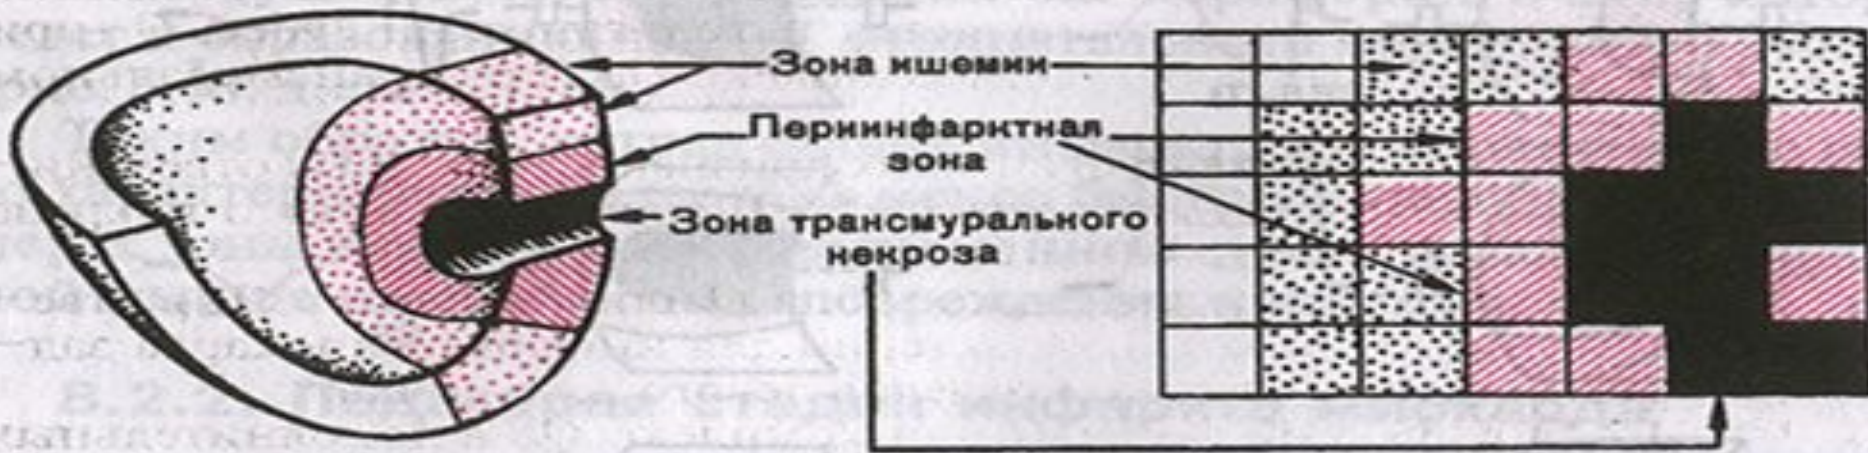 Зона ишемии
Периинфарктная
зона
Зона трансмурального
некроза